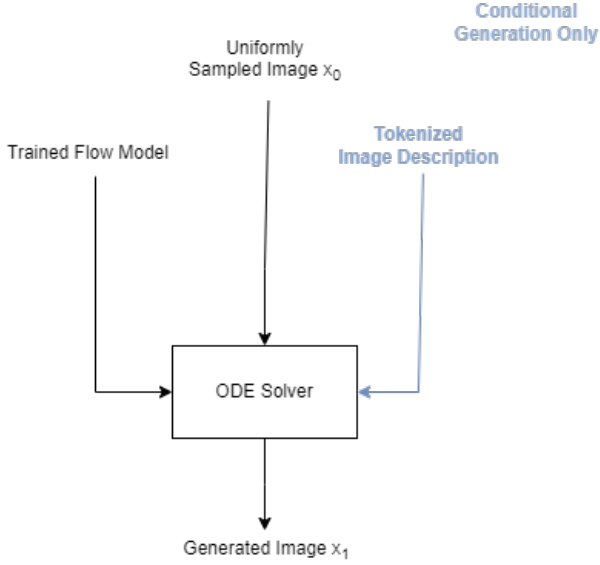 Conditional
Generation Only
Uniformly
Sampled Image x₀
Tokenized
Image Description
Trained Flow Model
ODE Solver
Generated Image x₁